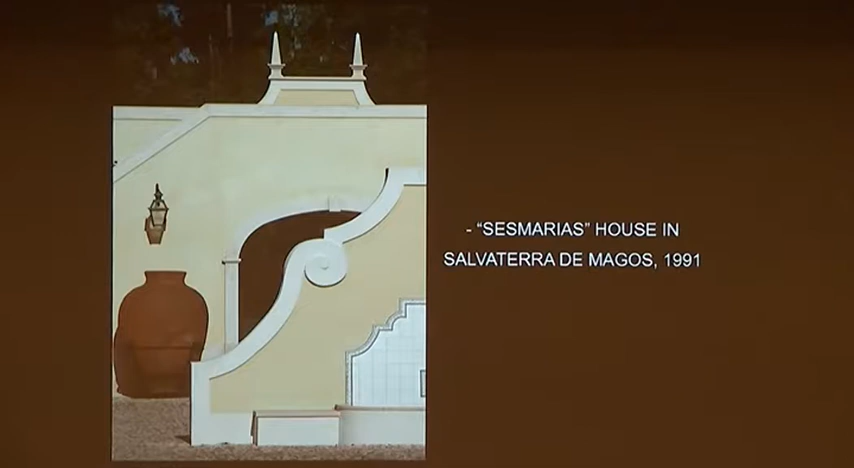 - “SESMARIAS” HOUSE IN
SALVATERRA DE MAGOS, 1991